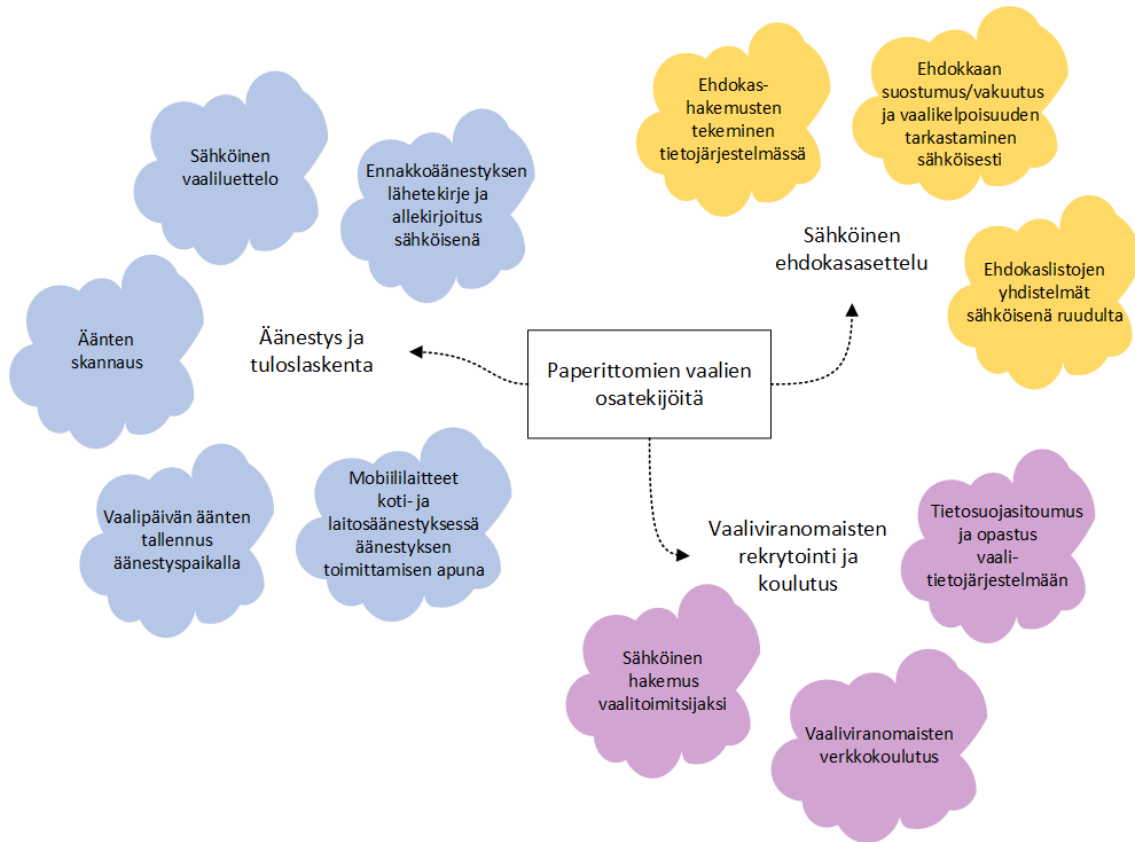 Paperittomien vaalien
osatekijöitä
Äänestys ja
tuloslaskenta
Sähköinen
vaaliluettelo
Ennakkoäänestyksen
lähetekirje ja
allekirjoitus
sähköisenä
Äänten
skannaus
Vaalipäivän äänten
tallennus
äänestyspaikalla
Mobiililaitteet
koti- ja
laitosäänestyksessä
äänestyksen
toimittamisen apuna
Sähköinen
ehdokasasettelu
Ehdokas-
hakemusten
tekeminen
tietojärjestelmässä
Ehdokkaan
suostumus/vakuutus
ja vaalikelpoisuuden
tarkastaminen
sähköisesti
Ehdokaslistojen
yhdistelmät
sähköisenä ruudulta
Vaaliviranomaisten
rekrytointi ja
koulutus
Tietosuojasitoumus
ja opastus
vaali-
tietojärjestelmään
Sähköinen
hakemus
vaalitoimitsijaksi
Vaaliviranomaisten
verkkokoulutus